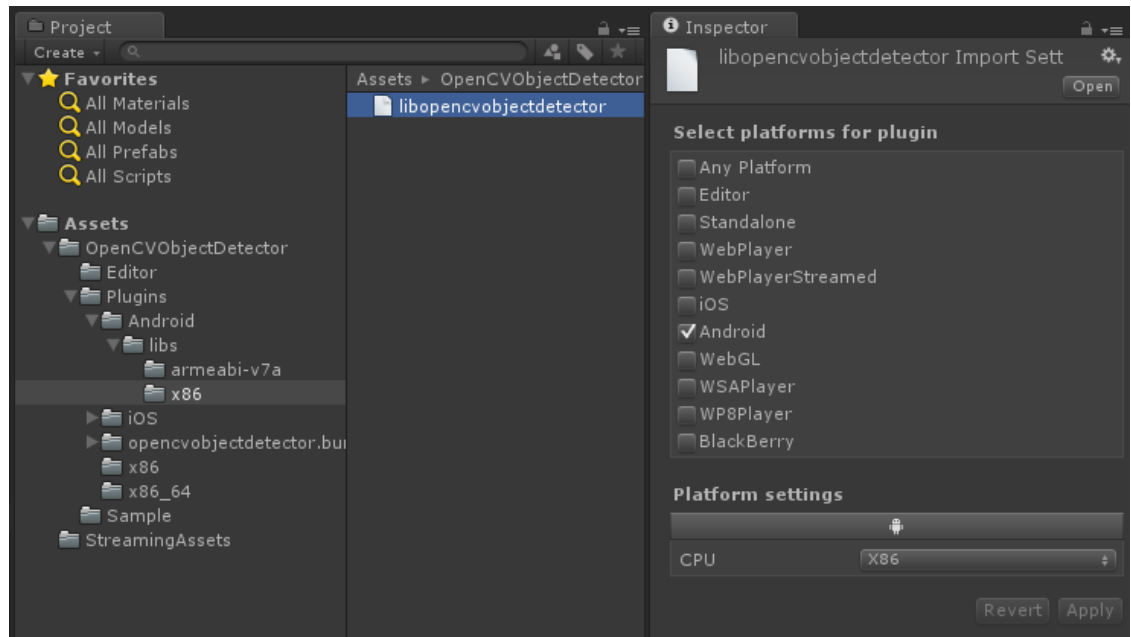 Project
Create
Favorites
All Materials
All Models
All Prefabs
All Scripts
Assets
OpenCVObjectDetector
Editor
Plugins
Android
libs
armeabi-v7a
x86
iOS
opencvobjectdetector.bu
x86
x86_64
Sample
StreamingAssets
Assets ▸ OpenCVObjectDetector
libopencvobjectdetector
Inspector
libopencvobjectdetector Import Sett
Open
Select platforms for plugin
Any Platform
Editor
Standalone
WebPlayer
WebPlayerStreamed
iOS
Android
WebGL
WSAPlayer
WP8Player
BlackBerry
Platform settings
CPU X86
Revert Apply